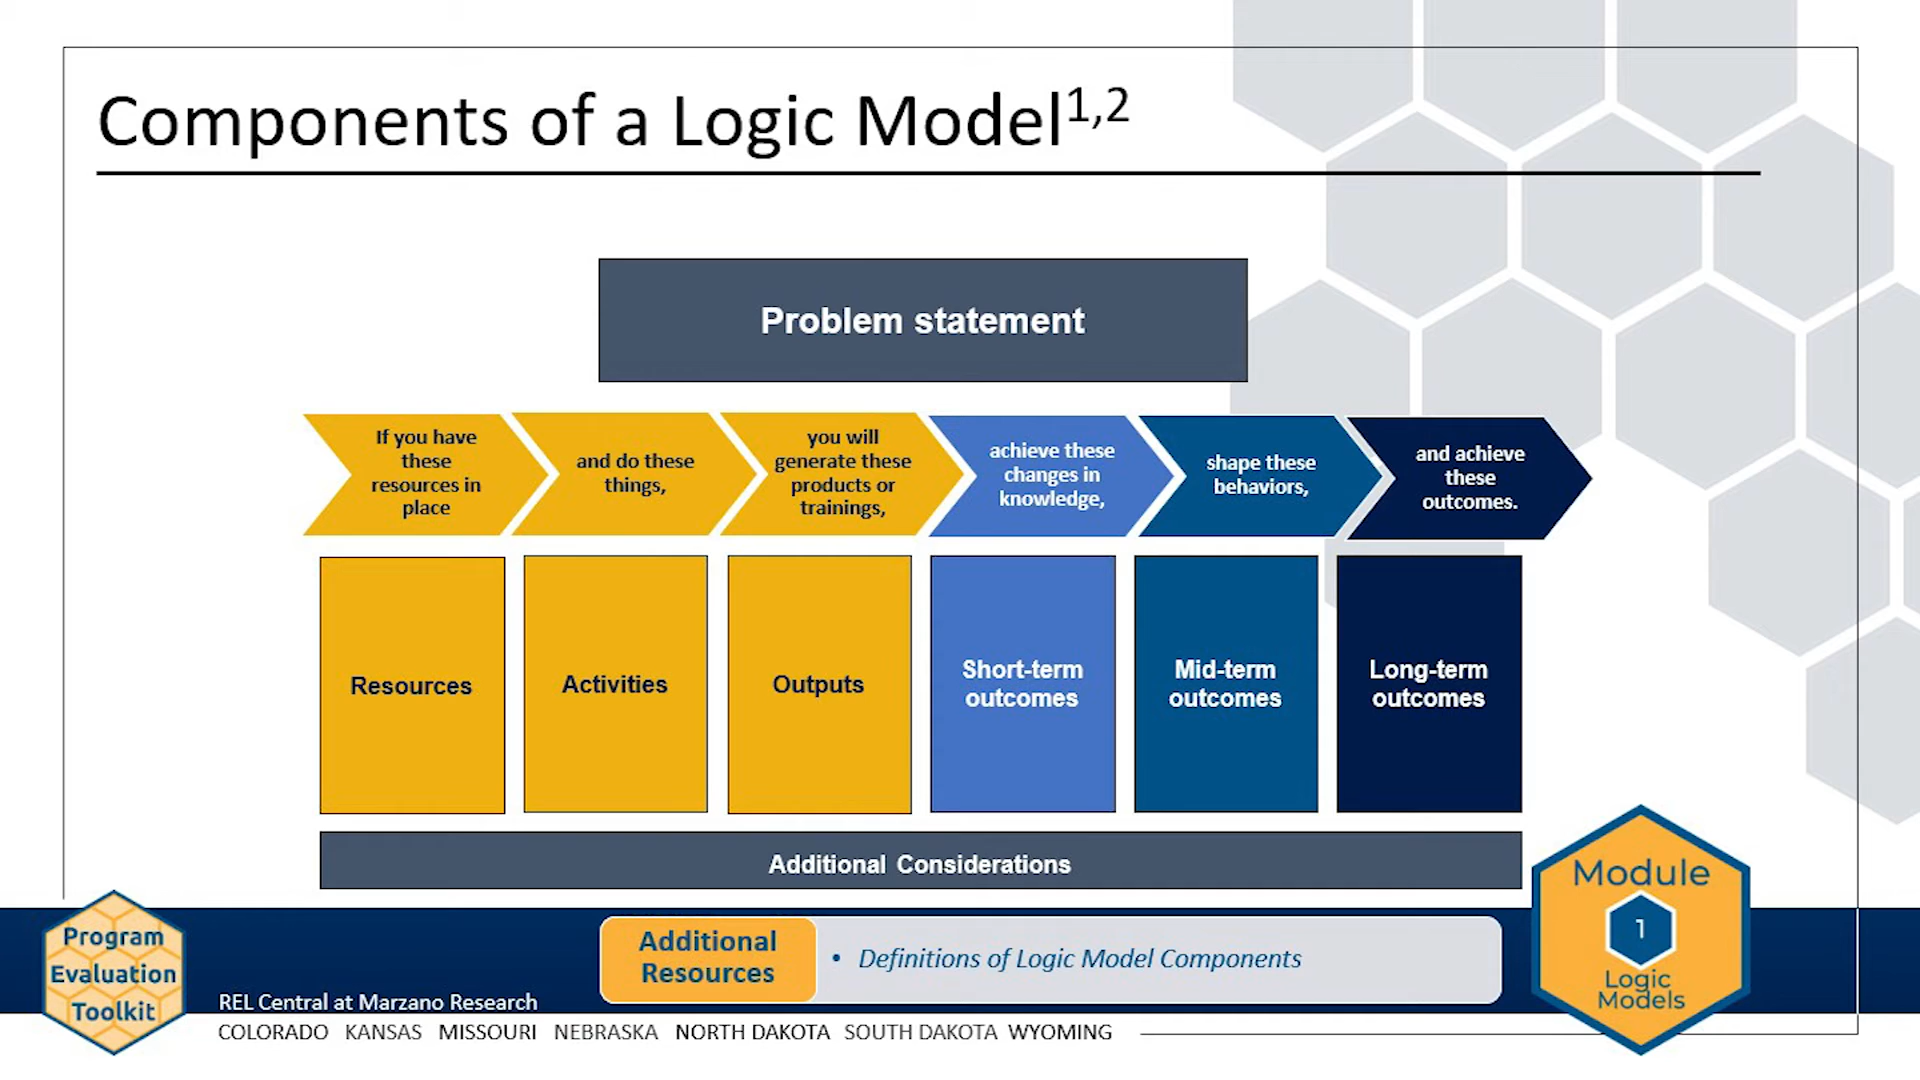 Components of a Logic Model1,2
Problem statement
If you have
these
resources in
place
and do these
things,
you will
generate these
products or
trainings,
achieve these
changes in
knowledge,
shape these
behaviors,
and achieve
these
outcomes.
Resources
Activities
Outputs
Short-term
outcomes
Mid-term
outcomes
Long-term
outcomes
Additional Considerations
Program
Evaluation
Toolkit
REL Central at Marzano Research
Additional
Resources
• Definitions of Logic Model Components
Module
1
Logic
Models
COLORADO KANSAS MISSOURI NEBRASKA NORTH DAKOTA SOUTH DAKOTA WYOMING